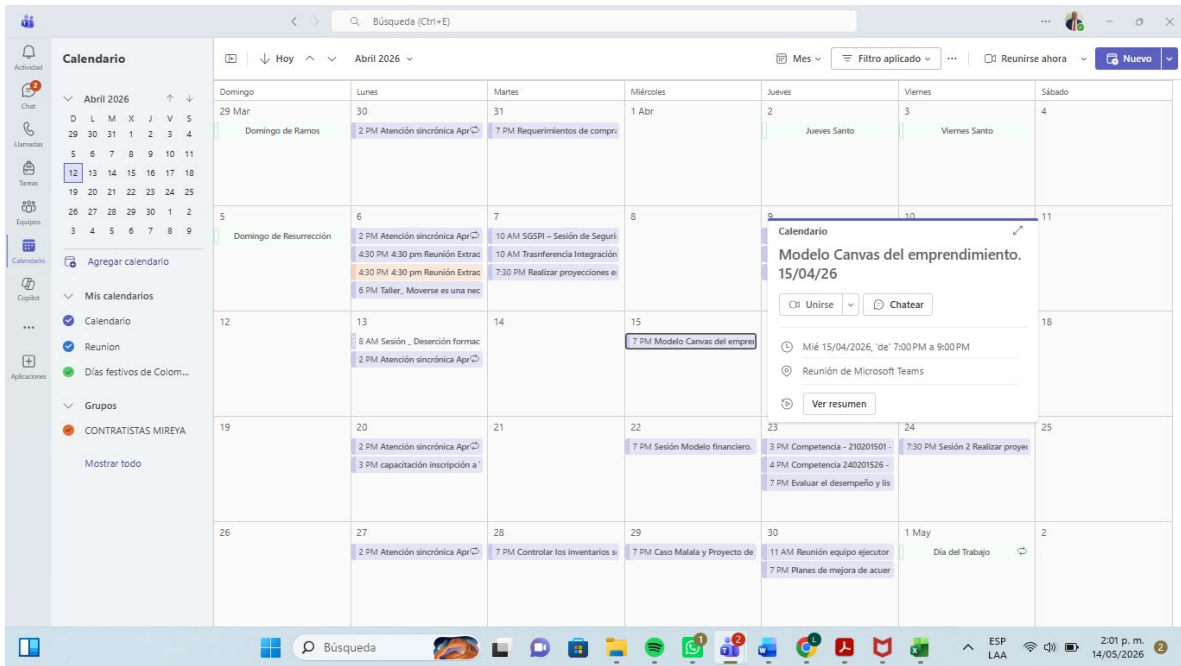 Búsqueda (Ctrl+E)
Actividad
2
Chat
Llamadas
Tareas
Equipos
Calendario
Copilot
Aplicaciones
Calendario
Abril 2026
D L M X J V S
29 30 31 1 2 3 4
5 6 7 8 9 10 11
12 13 14 15 16 17 18
19 20 21 22 23 24 25
26 27 28 29 30 1 2
3 4 5 6 7 8 9
Agregar calendario
Mis calendarios
Calendario
Reunion
Días festivos de Colom...
Grupos
CONTRATISTAS MIREYA
Mostrar todo
Hoy Abril 2026 Mes Filtro aplicado ... Reunirse ahora Nuevo
Domingo Lunes Martes Miércoles Jueves Viernes Sábado
29 Mar 30 31 1 Abr 2 3 4
Domingo de Ramos
2 PM Atención sincrónica Apr
7 PM Requerimientos de compra
Jueves Santo
Viernes Santo
5 6 7 8 9 10 11
Domingo de Resurrección
2 PM Atención sincrónica Apr
4:30 PM 4:30 pm Reunión Extrac
4:30 PM 4:30 pm Reunión Extrac
6 PM Taller_ Moverse es una nec
10 AM SGSPI – Sesión de Seguri
10 AM Trasnferencia Integración
7:30 PM Realizar proyecciones e
Calendario
Modelo Canvas del emprendimiento.
15/04/26
Unirse Chatear
Mié 15/04/2026, 'de' 7:00 PM a 9:00 PM
Reunión de Microsoft Teams
Ver resumen
12 13 14 15 18
8 AM Sesión _ Deserción formac
2 PM Atención sincrónica Apr
7 PM Modelo Canvas del empre
19 20 21 22 23 24 25
2 PM Atención sincrónica Apr
3 PM capacitación inscripción a
7 PM Sesión Modelo financiero.
3 PM Competencia - 210201501 -
4 PM Competencia 240201526 -
7 PM Evaluar el desempeño y lis
7:30 PM Sesión 2 Realizar proyec
26 27 28 29 30 1 May 2
2 PM Atención sincrónica Apr
7 PM Controlar los inventarios s
7 PM Caso Malala y Proyecto de
11 AM Reunión equipo ejecutor
7 PM Planes de mejora de acuer
Día del Trabajo
Búsqueda
1
2
ESP
LAA
2:01 p. m.
14/05/2026
2